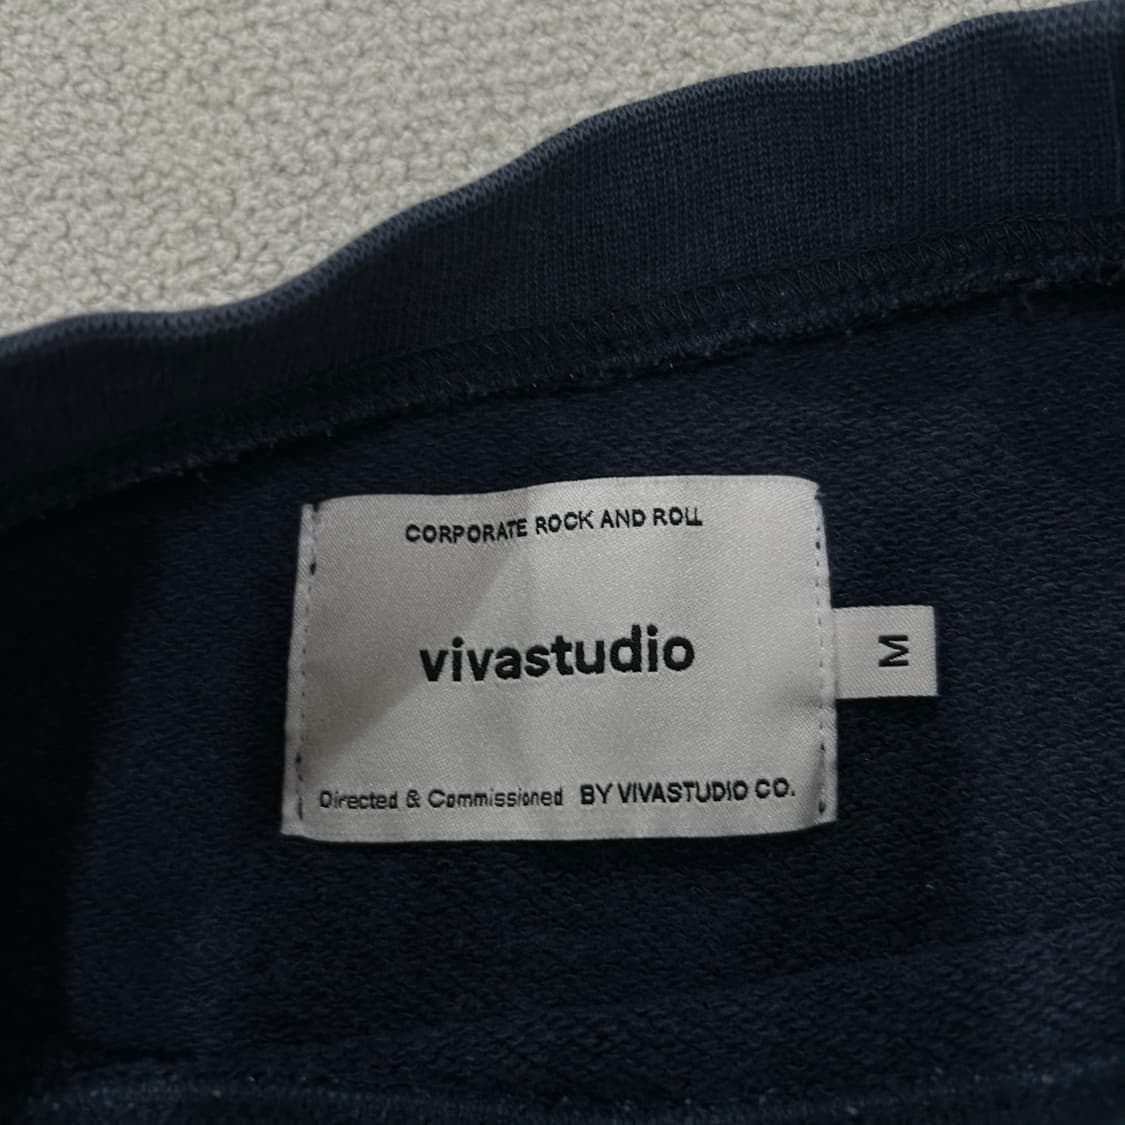 CORPORATE ROCK AND ROLL
vivastudio
M
Directed & Commissioned BY VIVASTUDIO CO.